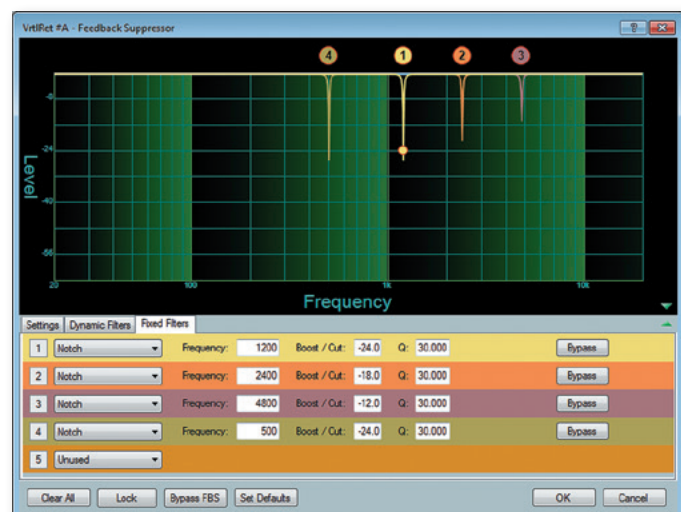 VrtlRet #A - Feedback Suppressor
4 1 2 3
-8
-24
-40
-56
Level
20 100 1k 10k
Frequency
Settings Dynamic Filters Fixed Filters
1 Notch Frequency: 1200 Boost / Cut: -24.0 Q: 30.000 Bypass
2 Notch Frequency: 2400 Boost / Cut: -18.0 Q: 30.000 Bypass
3 Notch Frequency: 4800 Boost / Cut: -12.0 Q: 30.000 Bypass
4 Notch Frequency: 500 Boost / Cut: -24.0 Q: 30.000 Bypass
5 Unused
Clear All Lock Bypass FBS Set Defaults OK Cancel